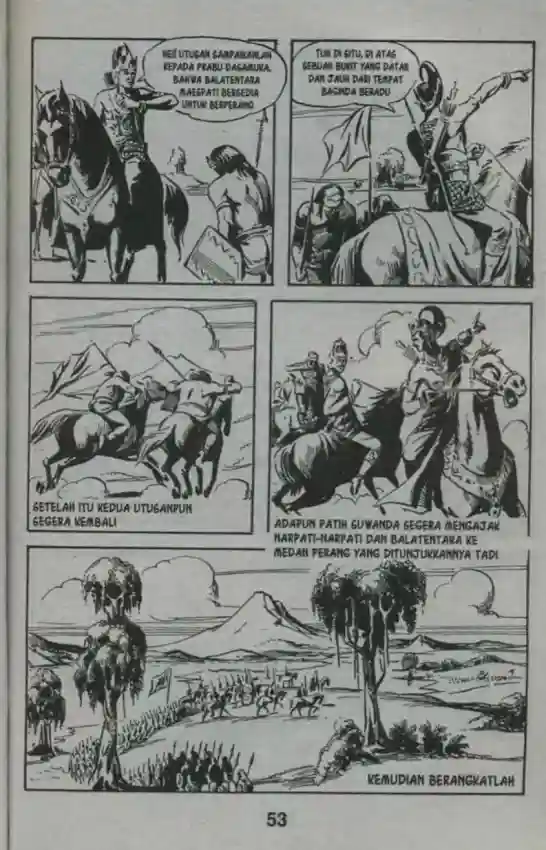 HEI! UTUSAN SAMPAIKANLAH
KEPADA PRABU DASAMUKA,
BAHWA BALATENTARA
MAESPATI BERSEDIA
UNTUK BERPERANG
TUH DI SITU, DI ATAS
SEBUAH BUKIT YANG DATAR
DAN JAUH DARI TEMPAT
BAGINDA BERADU
SETELAH ITU KEDUA UTUSANPUN
SEGERA KEMBALI
ADAPUN PATIH SUWANDA SEGERA MENGAJAK
NARPATI-NARPATI DAN BALATENTARA KE
MEDAN PERANG YANG DITUNJUKKANNYA TADI
KEMUDIAN BERANGKATLAH
53